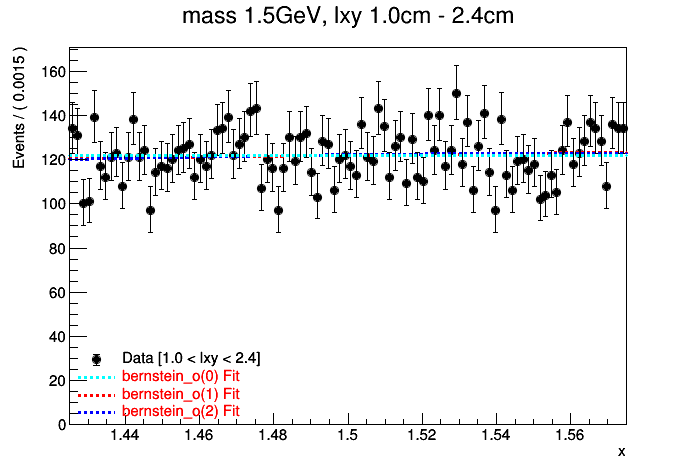 mass 1.5GeV, lxy 1.0cm - 2.4cm
Events / ( 0.0015 )
160
140
120
100
80
60
40
20
0
Data [1.0 < lxy < 2.4]
bernstein_o(0) Fit
bernstein_o(1) Fit
bernstein_o(2) Fit
1.44 1.46 1.48 1.5 1.52 1.54 1.56
x